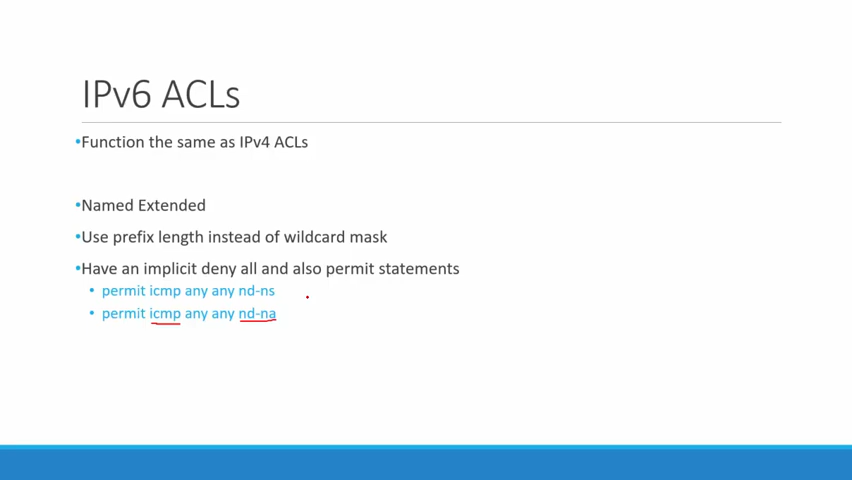 IPv6 ACLs
•Function the same as IPv4 ACLs
•Named Extended
•Use prefix length instead of wildcard mask
•Have an implicit deny all and also permit statements
• permit icmp any any nd-ns
• permit icmp any any nd-na